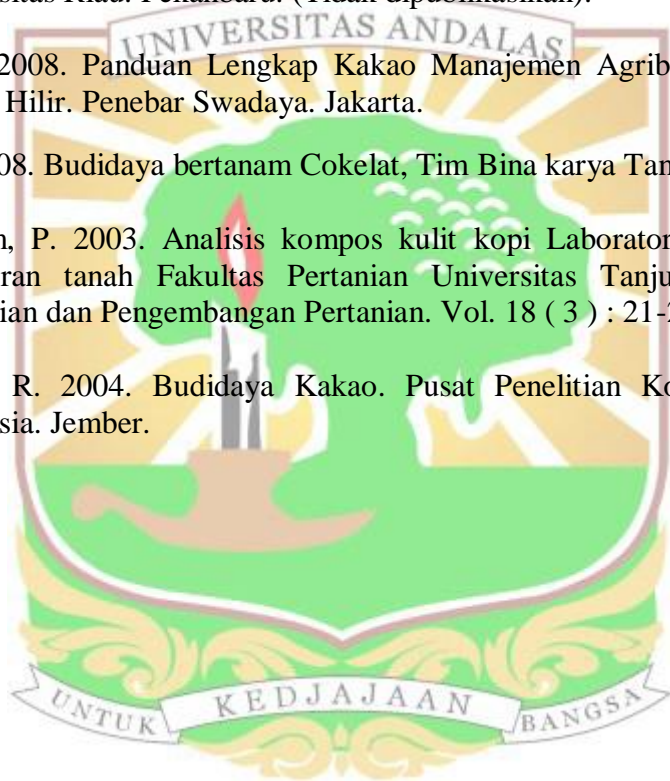 sitas Riau. Pekanbaru. (Tidak dipublikasikan).
UNIVERSITAS ANDALAS
2008. Panduan Lengkap Kakao Manajemen Agrib
Hilir. Penebar Swadaya. Jakarta.
08. Budidaya bertanam Cokelat, Tim Bina karya Tan
, P. 2003. Analisis kompos kulit kopi Laborator
ran tanah Fakultas Pertanian Universitas Tanju
ian dan Pengembangan Pertanian. Vol. 18 ( 3 ) : 21-
R. 2004. Budidaya Kakao. Pusat Penelitian Ko
sia. Jember.
UNTUK KEDJAJAAN BANGSA